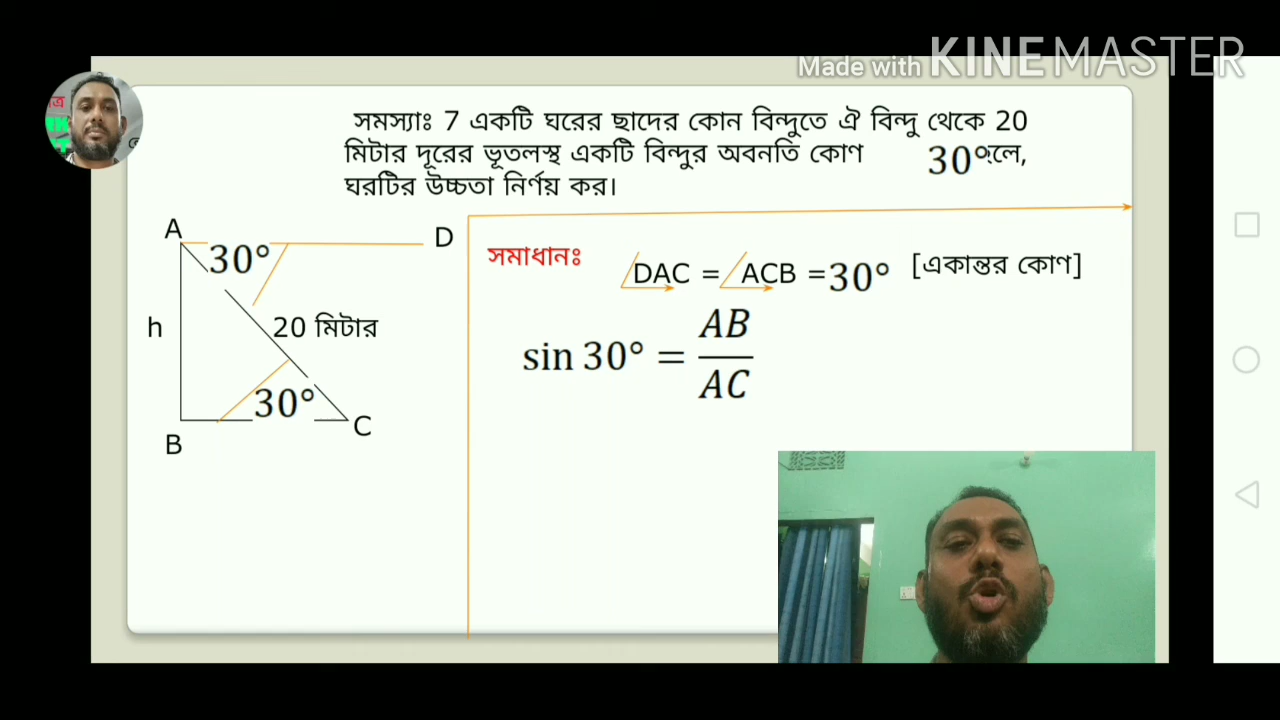 Made with KINEMASTER
সমস্যাঃ 7 একটি ঘরের ছাদের কোন বিন্দুতে ঐ বিন্দু থেকে 20
মিটার দূরের ভূতলস্থ একটি বিন্দুর অবনতি কোণ 30°
ঘরটির উচ্চতা নির্ণয় কর।
A
30°
D
h
20 মিটার
30°
B
C
সমাধানঃ
∠DAC = ∠ACB =30° [একান্তর কোণ]
sin 30° = AB
AC